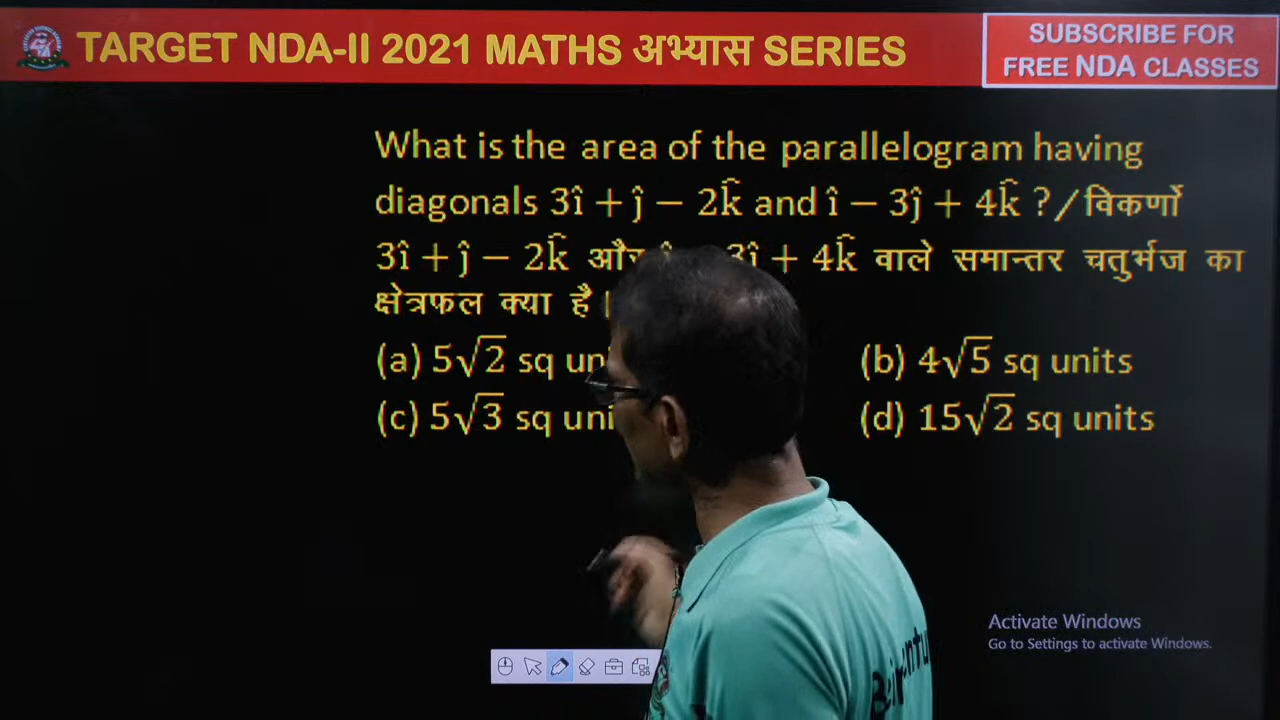 TARGET NDA-II 2021 MATHS अभ्यास SERIES
SUBSCRIBE FOR
FREE NDA CLASSES
What is the area of the parallelogram having
diagonals 3î + ĵ − 2k̂ and î − 3ĵ + 4k̂ ?/विकर्णों
3î + ĵ − 2k̂ और 3ĵ + 4k̂ वाले समान्तर चतुर्भज का
क्षेत्रफल क्या है
(a) 5√2 sq
(b) 4√5 sq units
(c) 5√3 sq
(d) 15√2 sq units
Activate Windows
Go to Settings to activate Windows.